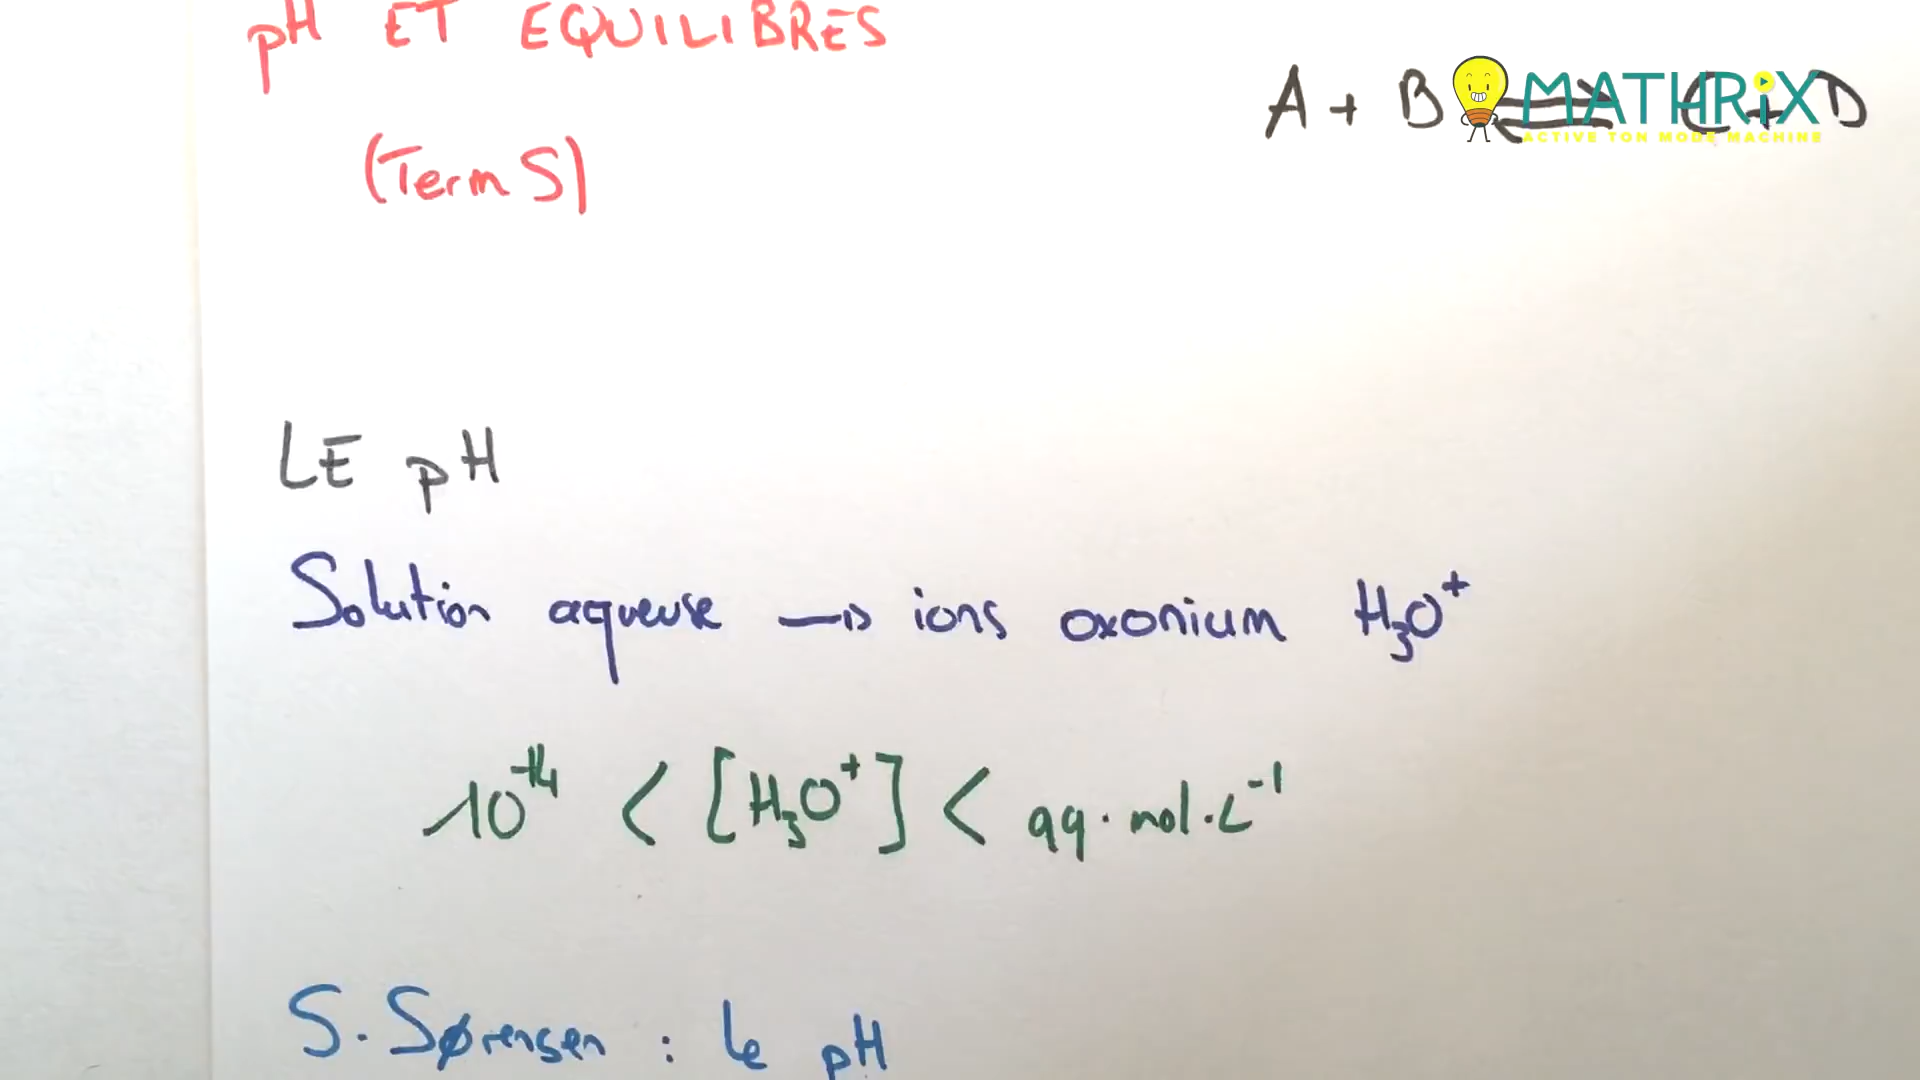 pH ET EQUILIBRES
A + B ⇌ C + D
MATHRiX
ACTIVE TON MODE MACHINE
(Term S)
LE pH
Solution aqueuse → ions oxonium H₃O⁺
10⁻¹⁴ < [H₃O⁺] < qq. mol.L⁻¹
S. Sørensen : le pH